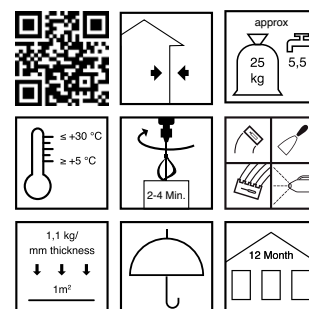 approx
25
kg
5,5
≤ +30 °C
≥ +5 °C
2-4 Min.
1,1 kg/
mm thickness
1m²
12 Month